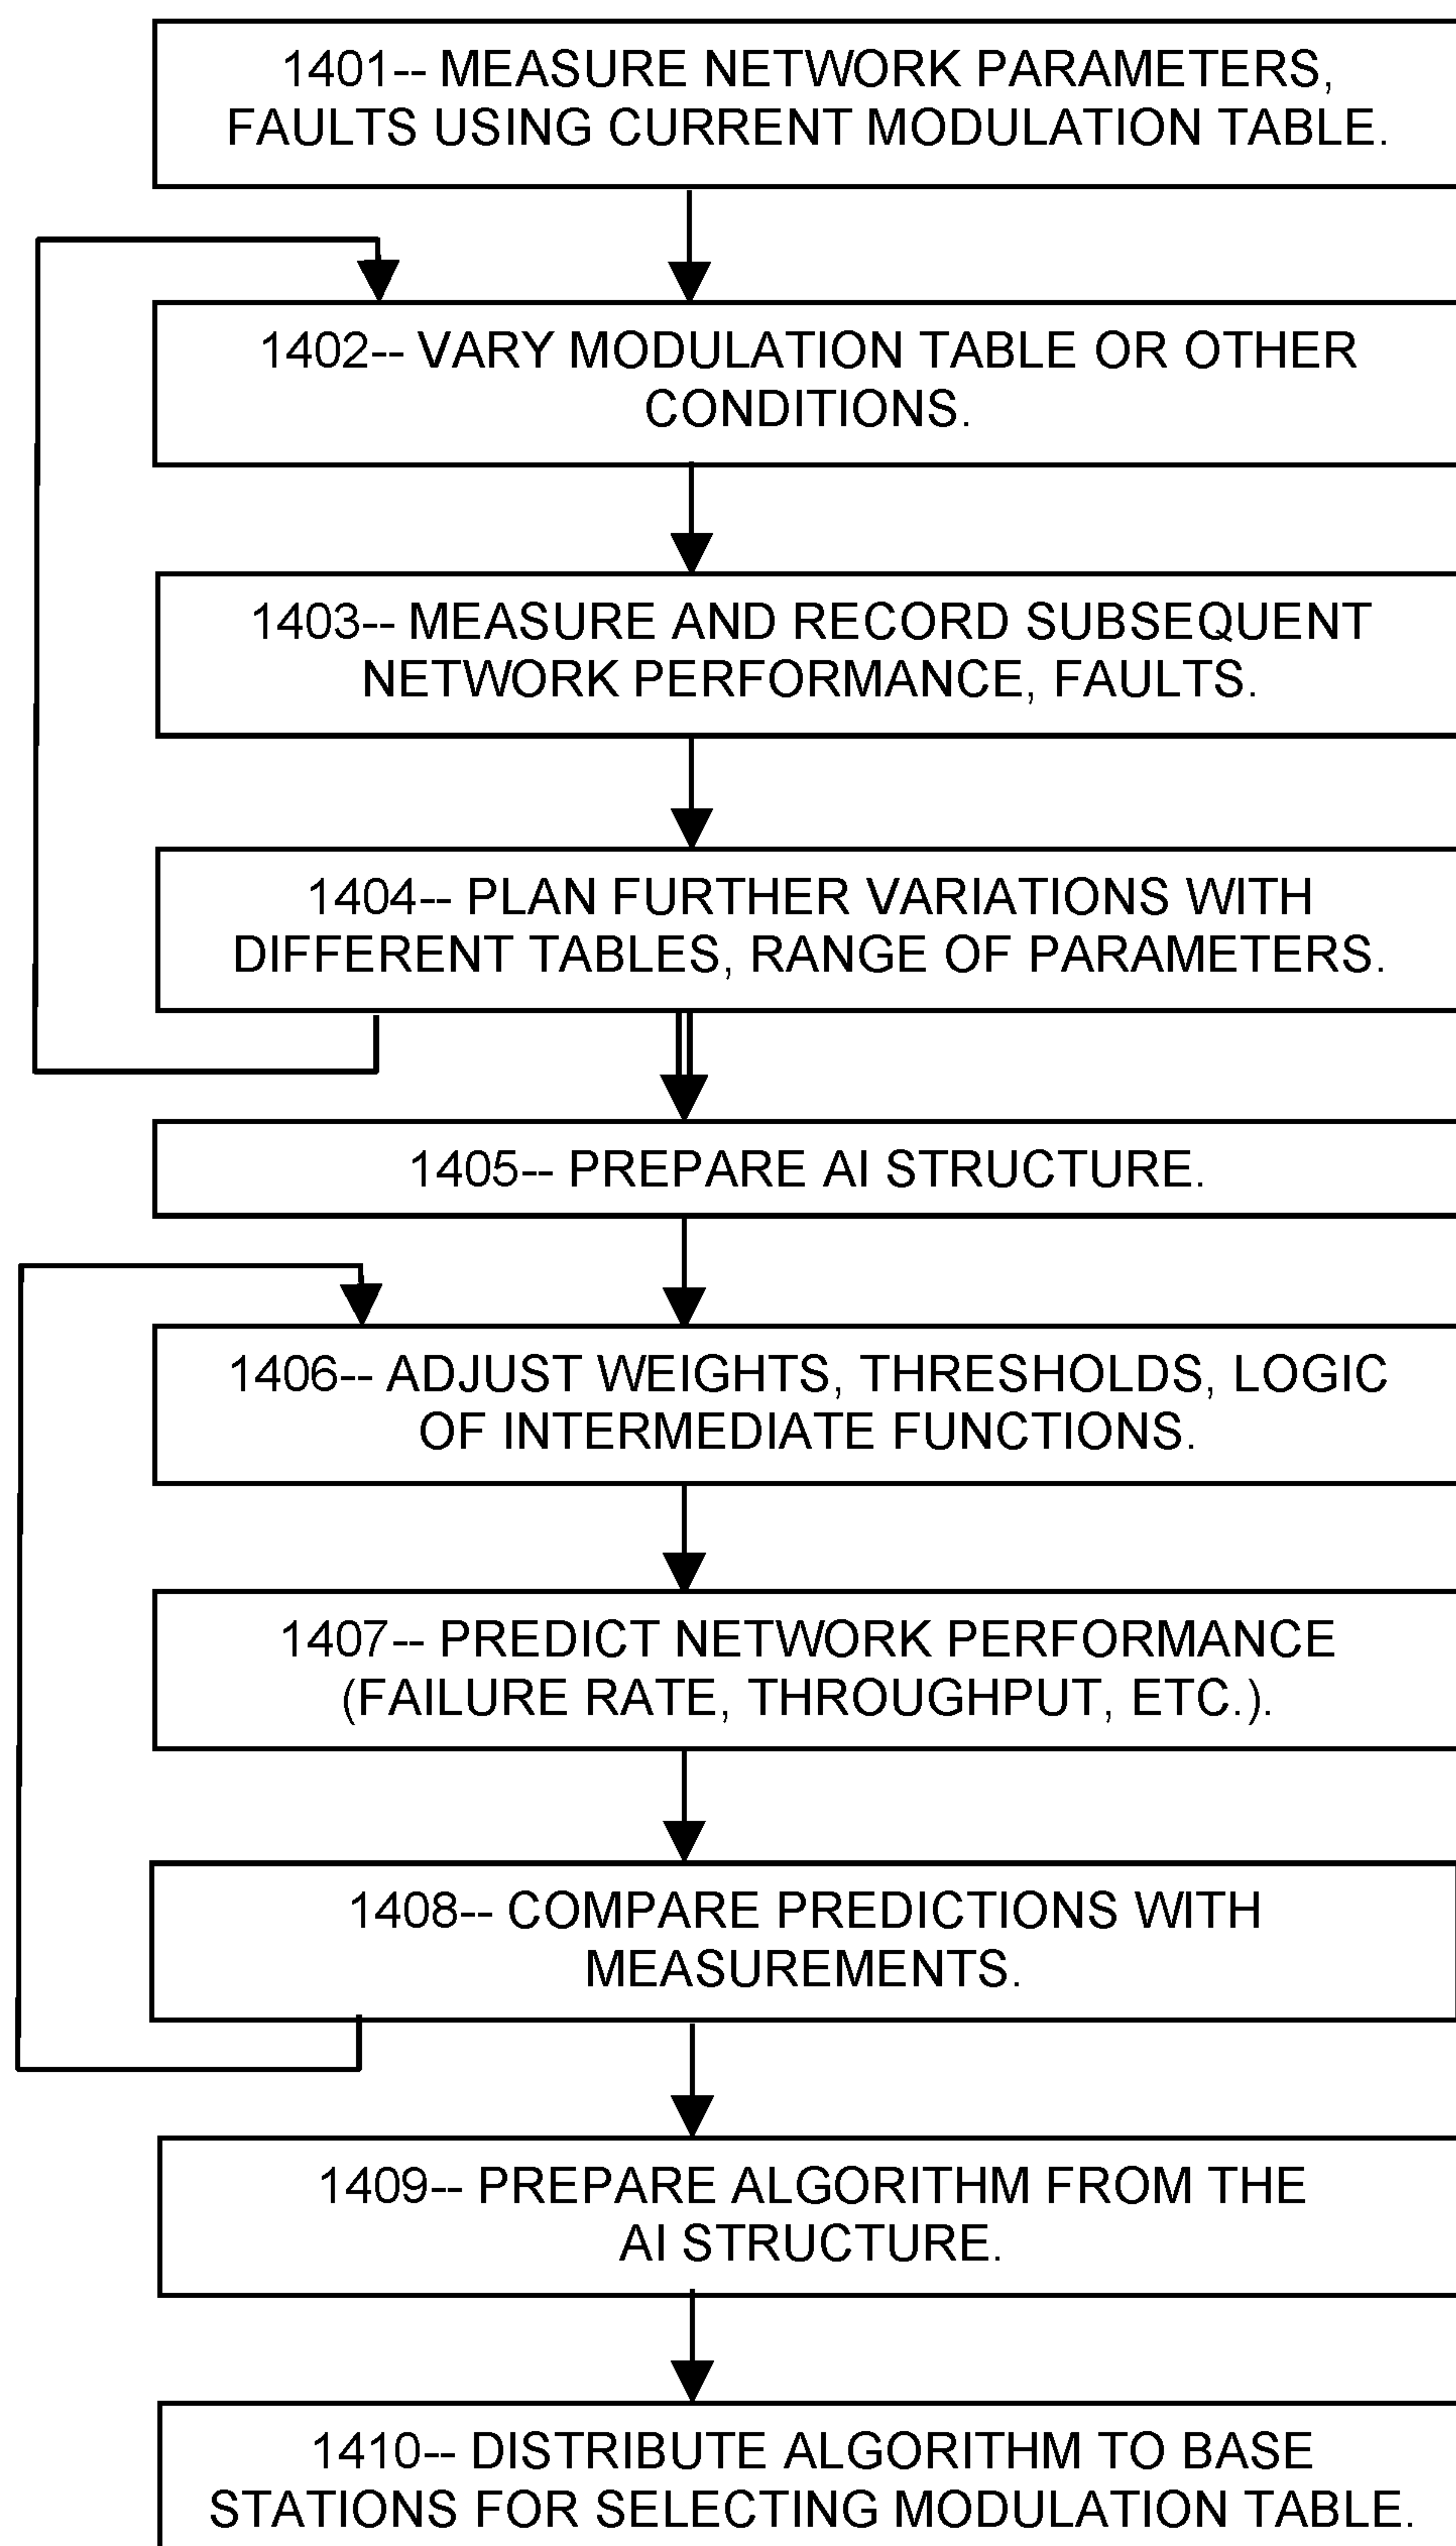 1401-- MEASURE NETWORK PARAMETERS,
FAULTS USING CURRENT MODULATION TABLE.
1402-- VARY MODULATION TABLE OR OTHER
CONDITIONS.
1403-- MEASURE AND RECORD SUBSEQUENT
NETWORK PERFORMANCE, FAULTS.
1404-- PLAN FURTHER VARIATIONS WITH
DIFFERENT TABLES, RANGE OF PARAMETERS.
1405-- PREPARE AI STRUCTURE.
1406-- ADJUST WEIGHTS, THRESHOLDS, LOGIC
OF INTERMEDIATE FUNCTIONS.
1407-- PREDICT NETWORK PERFORMANCE
(FAILURE RATE, THROUGHPUT, ETC.).
1408-- COMPARE PREDICTIONS WITH
MEASUREMENTS.
1409-- PREPARE ALGORITHM FROM THE
AI STRUCTURE.
1410-- DISTRIBUTE ALGORITHM TO BASE
STATIONS FOR SELECTING MODULATION TABLE.